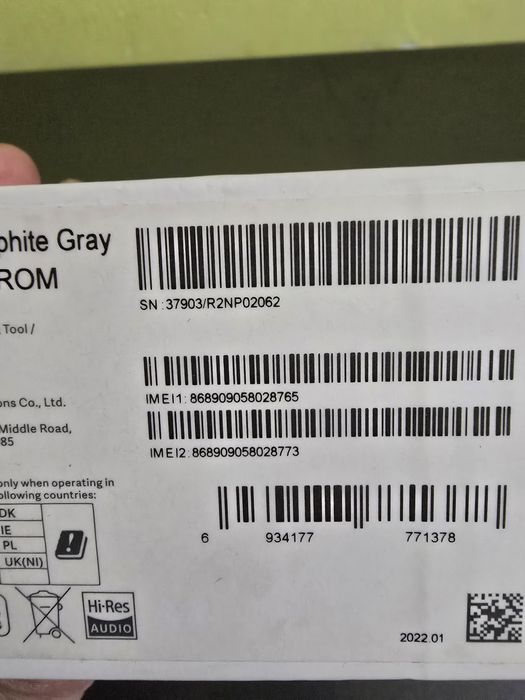 phite Gray
ROM
SN :37903/R2NP02062
Tool /
IMEI1: 868909058028765
ons Co., Ltd.
Middle Road,
85
IMEI2:868909058028773
only when operating in
ollowing countries:
DK
IE
PL
UK(NI)
6 934177 771378
Hi-Res
AUDIO
2022.01